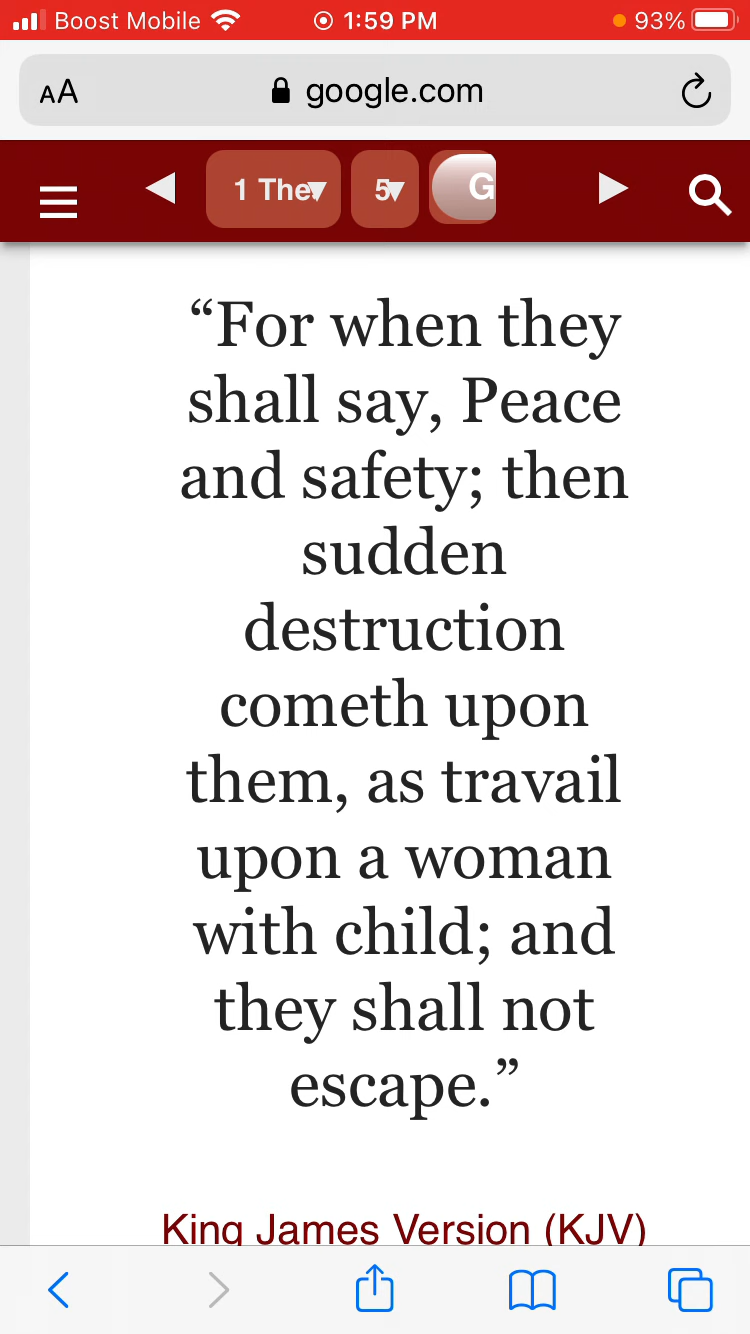 Boost Mobile 1:59 PM 93%
AA google.com
1 The 5 G
“For when they
shall say, Peace
and safety; then
sudden
destruction
cometh upon
them, as travail
upon a woman
with child; and
they shall not
escape.”
King James Version (KJV)